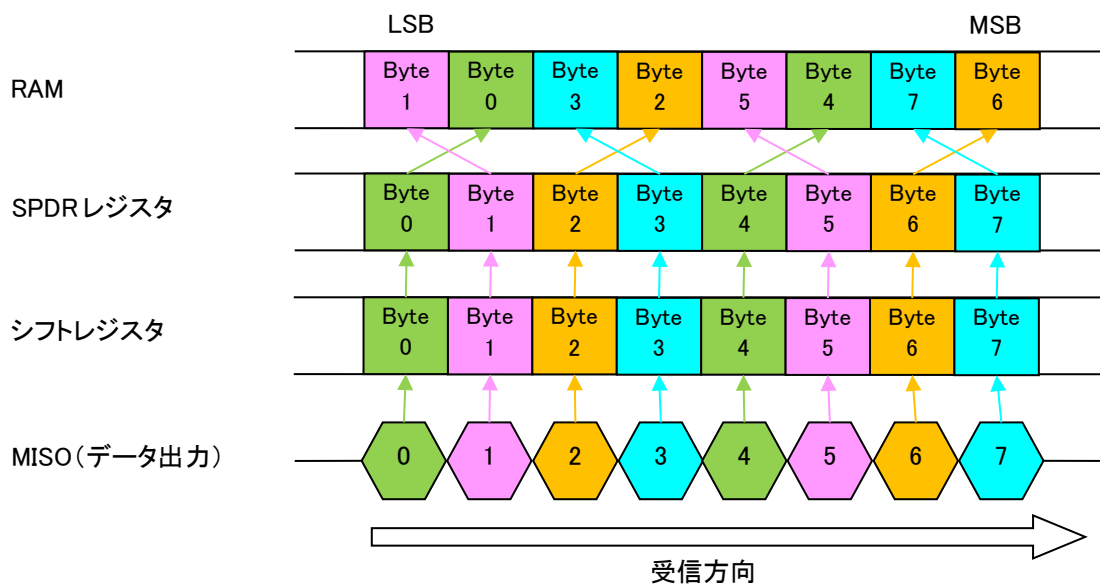 LSB MSB
RAM Byte 1 Byte 0 Byte 3 Byte 2 Byte 5 Byte 4 Byte 7 Byte 6
SPDRレジスタ Byte 0 Byte 1 Byte 2 Byte 3 Byte 4 Byte 5 Byte 6 Byte 7
シフトレジスタ Byte 0 Byte 1 Byte 2 Byte 3 Byte 4 Byte 5 Byte 6 Byte 7
MISO(データ出力) 0 1 2 3 4 5 6 7
受信方向